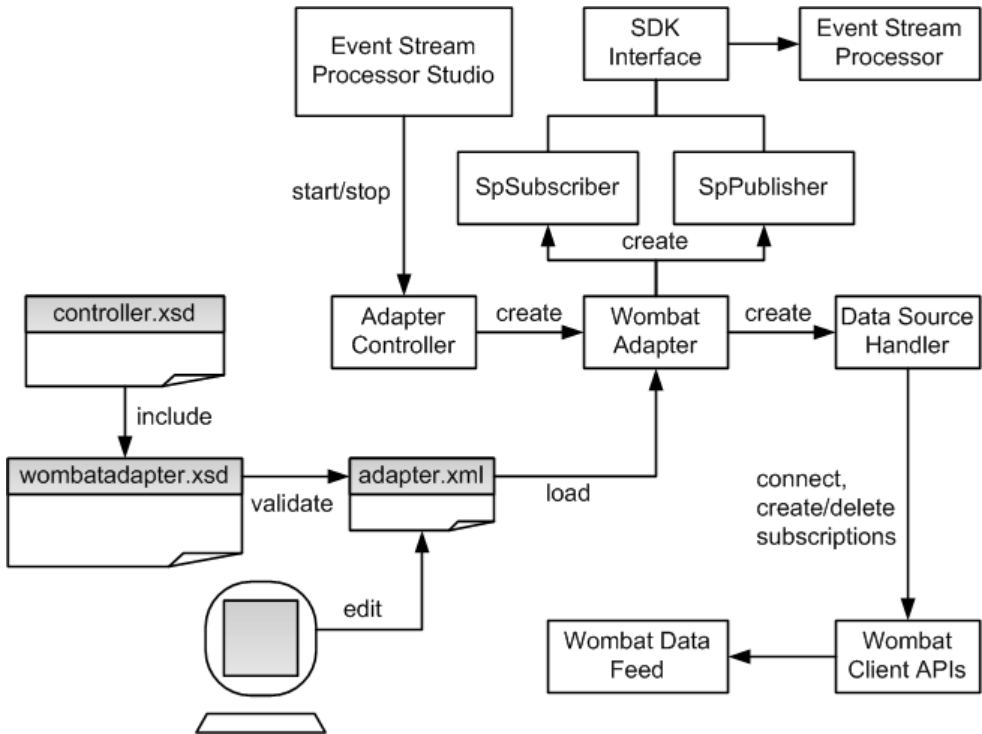 Event Stream
Processor Studio
SDK
Interface
Event Stream
Processor
start/stop
SpSubscriber
SpPublisher
create
controller.xsd
Adapter
Controller
create
Wombat
Adapter
create
Data Source
Handler
include
wombatadapter.xsd
validate
adapter.xml
load
connect,
create/delete
subscriptions
edit
Wombat Data
Feed
Wombat
Client APIs